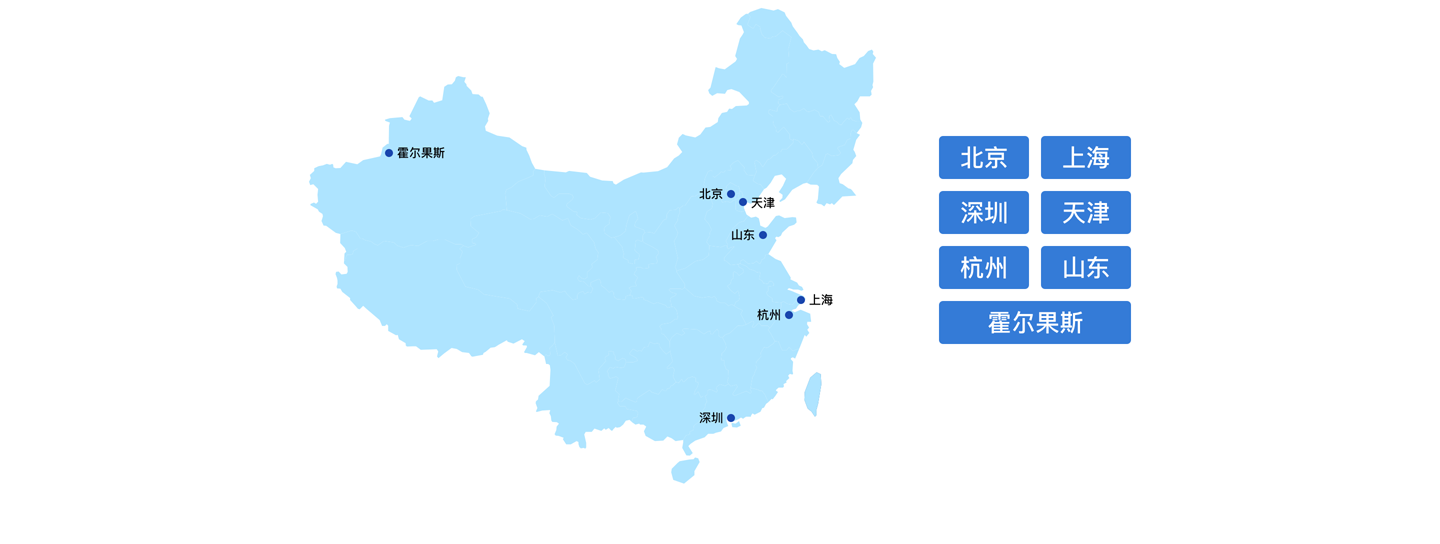 霍尔果斯
北京
天津
山东
上海
杭州
深圳
北京 上海
深圳 天津
杭州 山东
霍尔果斯